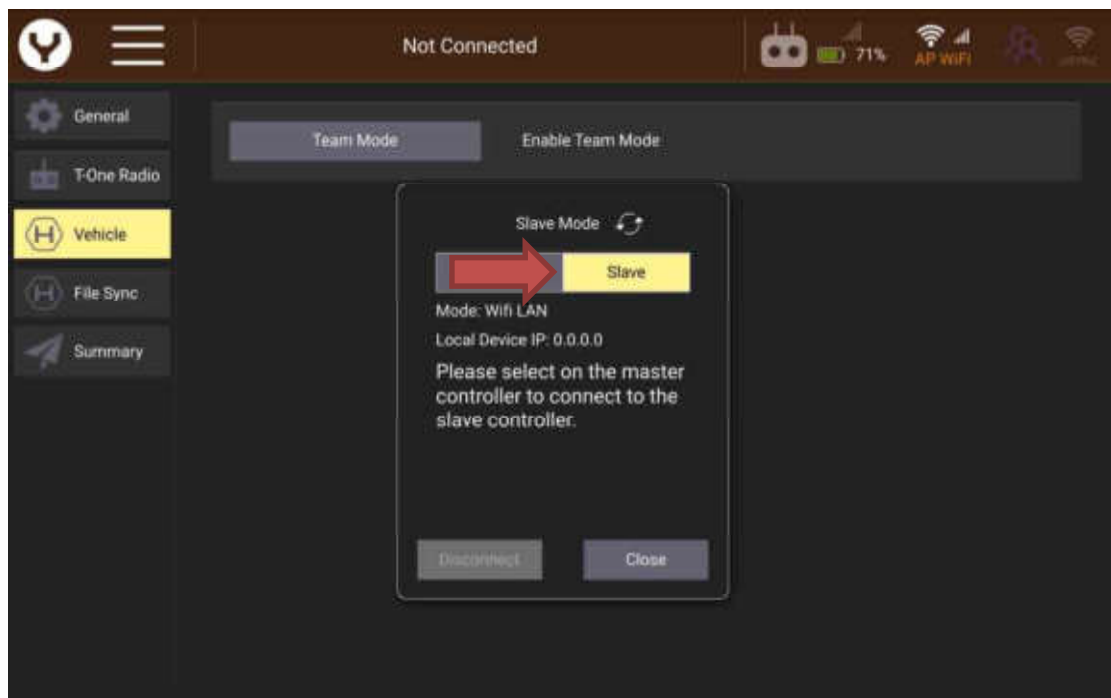 Not Connected
71%
AP WiFi
General
Team Mode
Enable Team Mode
T-One Radio
Vehicle
File Sync
Summary
Slave Mode
Slave
Mode: Wifi LAN
Local Device IP: 0.0.0.0
Please select on the master
controller to connect to the
slave controller.
Disconnect
Close